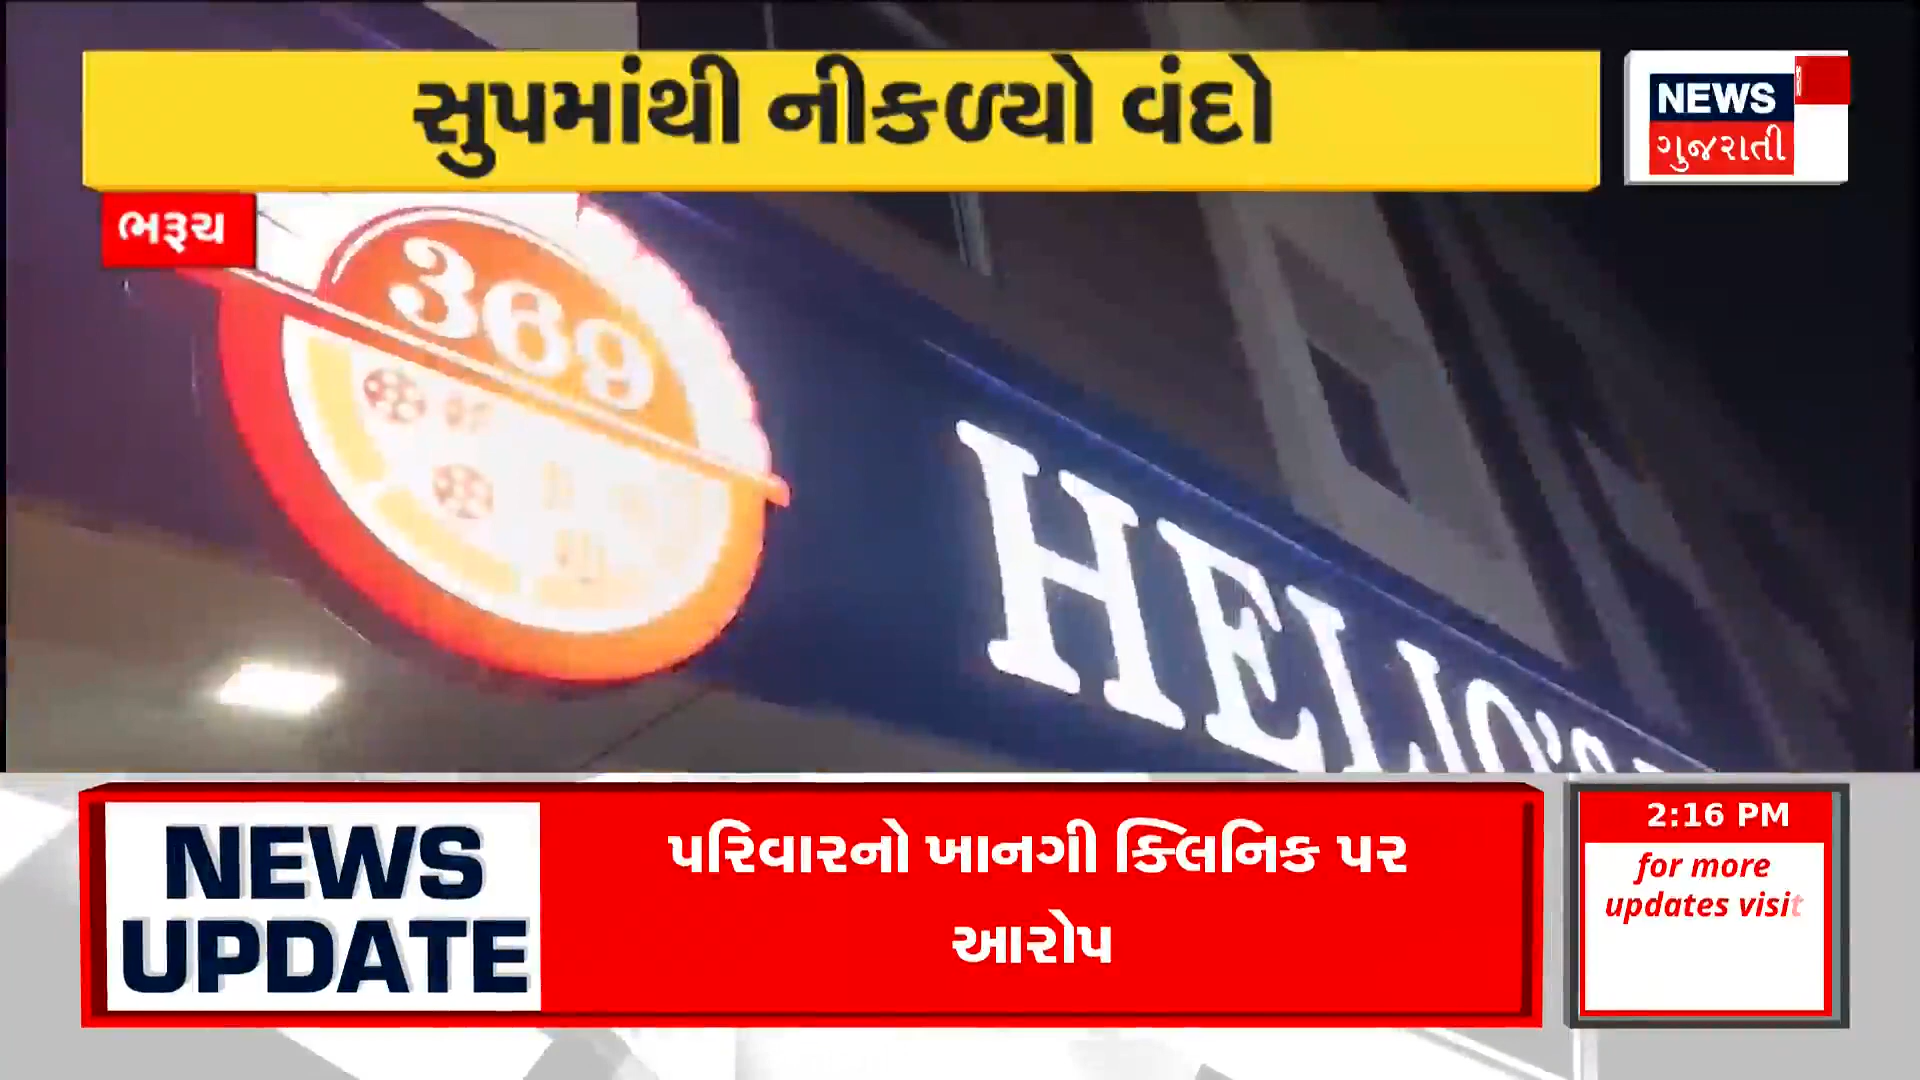 સુપમાંથી નીકળ્યો વંદો
NEWS
ગુજરાતી
ભરૂચ
369
HELIO'S
NEWS
UPDATE
પરિવારનો ખાનગી ક્લિનિક પર
આરોપ
2:16 PM
for more
updates visit